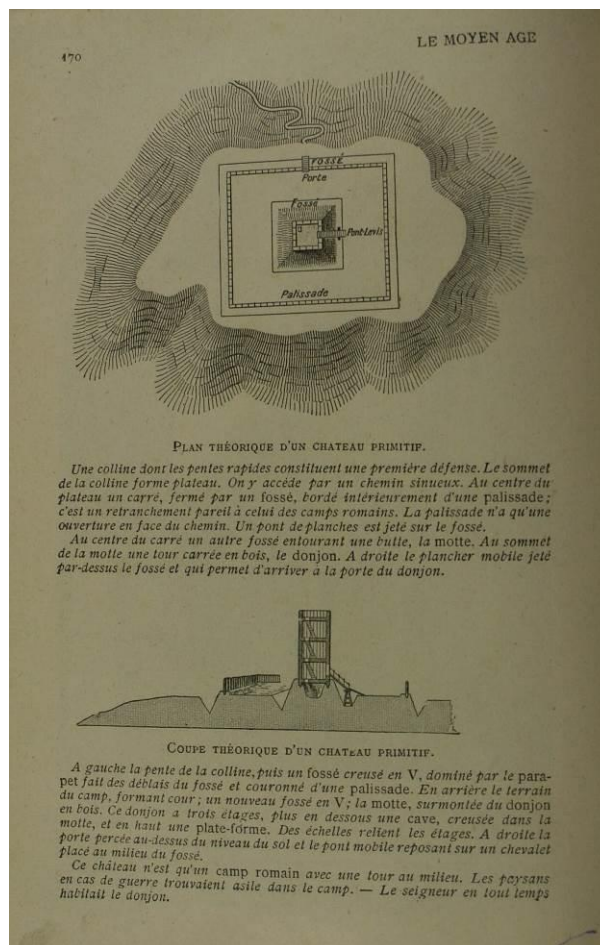 LE MOYEN AGE
170
FOSSÉ
Porte
Fossé
Pont-Levis
Palissade
PLAN THÉORIQUE D'UN CHATEAU PRIMITIF.
Une colline dont les pentes rapides constituent une première défense. Le sommet
de la colline forme plateau. On y accède par un chemin sinueux. Au centre du
plateau un carré, fermé par un fossé, bordé intérieurement d'une palissade;
c'est un retranchement pareil à celui des camps romains. La palissade n'a qu'une
ouverture en face du chemin. Un pont de planches est jeté sur le fossé.
Au centre du carré un autre fossé entourant une butte, la motte. Au sommet
de la motte une tour carrée en bois, le donjon. A droite le plancher mobile jeté
par-dessus le fossé et qui permet d'arriver a la porte du donjon.
COUPE THÉORIQUE D'UN CHATEAU PRIMITIF.
A gauche la pente de la colline, puis un fossé creusé en V, dominé par le para-
pet fait des déblais du fossé et couronné d'une palissade. En arrière le terrain
du camp, formant cour; un nouveau fossé en V; la motte, surmontée du donjon
en bois. Ce donjon a trois étages, plus en dessous une cave, creusée dans la
motte, et en haut une plate-forme. Des échelles relient les étages. A droite la
porte percée au-dessus du niveau du sol et le pont mobile reposant sur un chevalet
placé au milieu du fossé.
Ce château n'est qu'un camp romain avec une tour au milieu. Les paysans
en cas de guerre trouvaient asile dans le camp. — Le seigneur en tout temps
habitait le donjon.